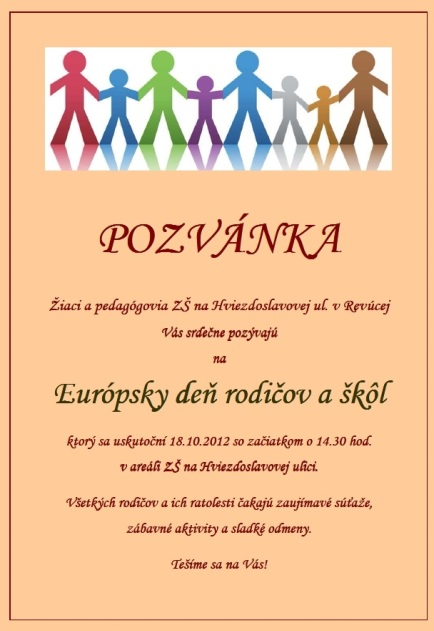 POZVÁNKA
Žiaci a pedagógovia ZŠ na Hviezdoslavovej ul. v Revúcej
Vás srdečne pozývajú
na
Európsky deň rodičov a škôl
ktorý sa uskutoční 18.10.2012 so začiatkom o 14.30 hod.
v areáli ZŠ na Hviezdoslavovej ulici.
Všetkých rodičov a ich ratolesti čakajú zaujímavé súťaže,
zábavné aktivity a sladké odmeny.
Tešíme sa na Vás!